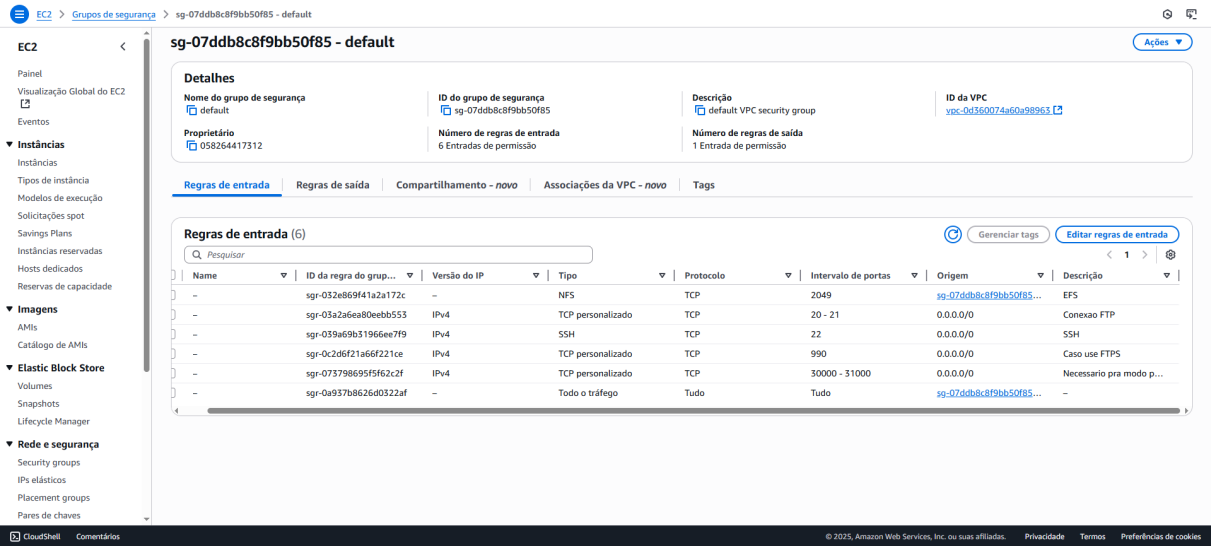 EC2 > Grupos de segurança > sg-07ddb8c8f9bb50f85 - default
EC2
Painel
Visualização Global do EC2
Eventos
Instâncias
Instâncias
Tipos de instância
Modelos de execução
Solicitações spot
Savings Plans
Instâncias reservadas
Hosts dedicados
Reservas de capacidade
Imagens
AMIs
Catálogo de AMIs
Elastic Block Store
Volumes
Snapshots
Lifecycle Manager
Rede e segurança
Security groups
IPs elásticos
Placement groups
Pares de chaves
sg-07ddb8c8f9bb50f85 - default
Ações
Detalhes
Nome do grupo de segurança
default
ID do grupo de segurança
sg-07ddb8c8f9bb50f85
Descrição
default VPC security group
ID da VPC
vpc-0d360074a60a98963
Proprietário
058264417312
Número de regras de entrada
6 Entradas de permissão
Número de regras de saída
1 Entrada de permissão
Regras de entrada Regras de saída Compartilhamento - novo Associações da VPC - novo Tags
Regras de entrada (6)
Gerenciar tags Editar regras de entrada
Pesquisar
< 1 >
Name ID da regra do grup... Versão do IP Tipo Protocolo Intervalo de portas Origem Descrição
– sgr-032e869f41a2a172c – NFS TCP 2049 sg-07ddb8c8f9bb50f85... EFS
– sgr-03a2a6ea80eebb553 IPv4 TCP personalizado TCP 20 - 21 0.0.0.0/0 Conexao FTP
– sgr-039a69b31966ee7f9 IPv4 SSH TCP 22 0.0.0.0/0 SSH
– sgr-0c2d6f21a66f221ce IPv4 TCP personalizado TCP 990 0.0.0.0/0 Caso use FTPS
– sgr-073798695f5f62c2f IPv4 TCP personalizado TCP 30000 - 31000 0.0.0.0/0 Necessario pra modo p...
– sgr-0a937b8626d0322af – Todo o tráfego Tudo Tudo sg-07ddb8c8f9bb50f85... –
CloudShell Comentários © 2025, Amazon Web Services, Inc. ou suas afiliadas. Privacidade Termos Preferências de cookies